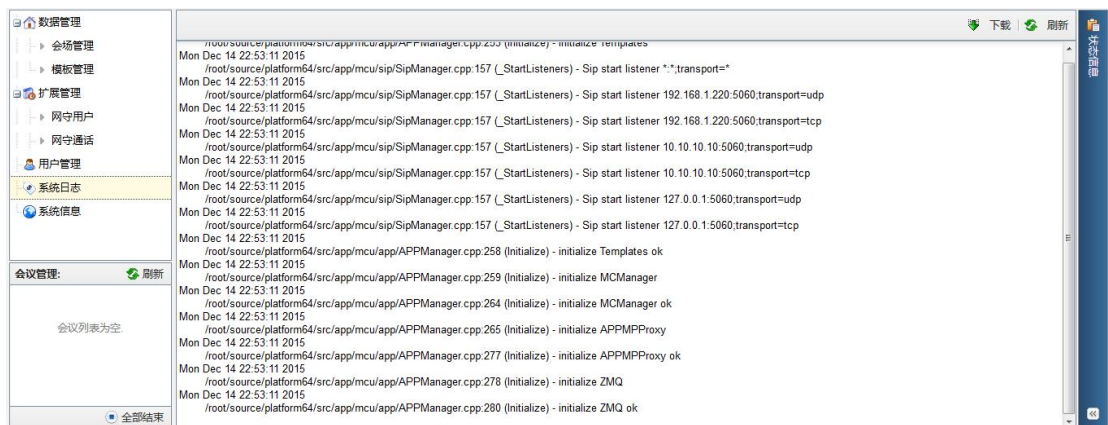 数据管理
会场管理
模板管理
扩展管理
网守用户
网守通话
用户管理
系统日志
系统信息
会议管理: 刷新
会议列表为空.
全部结束
下载 刷新
/root/source/platform64/src/app/mcu/app/APPManager.cpp:253 (Initialize) - initialize Templates
Mon Dec 14 22:53:11 2015
/root/source/platform64/src/app/mcu/sip/SipManager.cpp:157 (_StartListeners) - Sip start listener *:*;transport=*
Mon Dec 14 22:53:11 2015
/root/source/platform64/src/app/mcu/sip/SipManager.cpp:157 (_StartListeners) - Sip start listener 192.168.1.220:5060;transport=udp
Mon Dec 14 22:53:11 2015
/root/source/platform64/src/app/mcu/sip/SipManager.cpp:157 (_StartListeners) - Sip start listener 192.168.1.220:5060;transport=tcp
Mon Dec 14 22:53:11 2015
/root/source/platform64/src/app/mcu/sip/SipManager.cpp:157 (_StartListeners) - Sip start listener 10.10.10.10:5060;transport=udp
Mon Dec 14 22:53:11 2015
/root/source/platform64/src/app/mcu/sip/SipManager.cpp:157 (_StartListeners) - Sip start listener 10.10.10.10:5060;transport=tcp
Mon Dec 14 22:53:11 2015
/root/source/platform64/src/app/mcu/sip/SipManager.cpp:157 (_StartListeners) - Sip start listener 127.0.0.1:5060;transport=udp
Mon Dec 14 22:53:11 2015
/root/source/platform64/src/app/mcu/sip/SipManager.cpp:157 (_StartListeners) - Sip start listener 127.0.0.1:5060;transport=tcp
Mon Dec 14 22:53:11 2015
/root/source/platform64/src/app/mcu/app/APPManager.cpp:258 (Initialize) - initialize Templates ok
Mon Dec 14 22:53:11 2015
/root/source/platform64/src/app/mcu/app/APPManager.cpp:259 (Initialize) - initialize MCManager
Mon Dec 14 22:53:11 2015
/root/source/platform64/src/app/mcu/app/APPManager.cpp:264 (Initialize) - initialize MCManager ok
Mon Dec 14 22:53:11 2015
/root/source/platform64/src/app/mcu/app/APPManager.cpp:265 (Initialize) - initialize APPMPProxy
Mon Dec 14 22:53:11 2015
/root/source/platform64/src/app/mcu/app/APPManager.cpp:277 (Initialize) - initialize APPMPProxy ok
Mon Dec 14 22:53:11 2015
/root/source/platform64/src/app/mcu/app/APPManager.cpp:278 (Initialize) - initialize ZMQ
Mon Dec 14 22:53:11 2015
/root/source/platform64/src/app/mcu/app/APPManager.cpp:280 (Initialize) - initialize ZMQ ok
状态信息